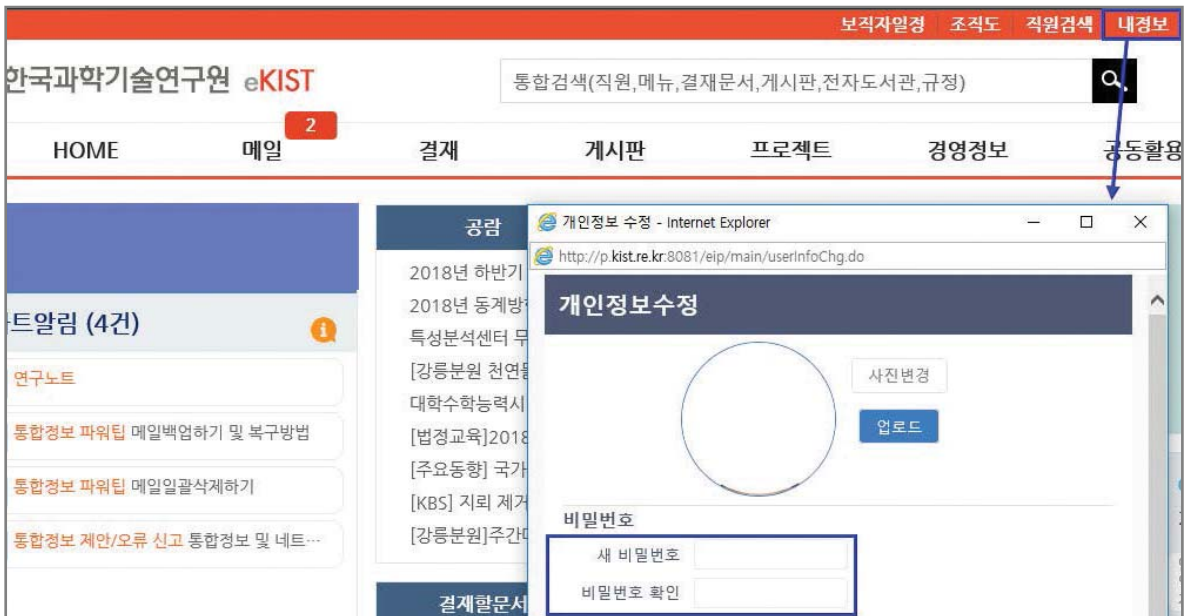 보직자일정 조직도 직원검색 내정보
한국과학기술연구원 eKIST
통합검색(직원,메뉴,결재문서,게시판,전자도서관,규정)
2
HOME 메일 결재 게시판 프로젝트 경영정보 공동활용
공람
2018년 하반기
2018년 동계방
특성분석센터 무
[강릉분원 천연
대학수학능력시
[법정교육]2018
[주요동향] 국가
[KBS] 지뢰 제거
[강릉분원]주간
결재할문서
트알림 (4건)
연구노트
통합정보 파워팁 메일백업하기 및 복구방법
통합정보 파워팁 메일일괄삭제하기
통합정보 제안/오류 신고 통합정보 및 네트…
개인정보 수정 - Internet Explorer
http://p.kist.re.kr:8081/eip/main/userInfoChg.do
개인정보수정
사진변경
업로드
비밀번호
새 비밀번호
비밀번호 확인